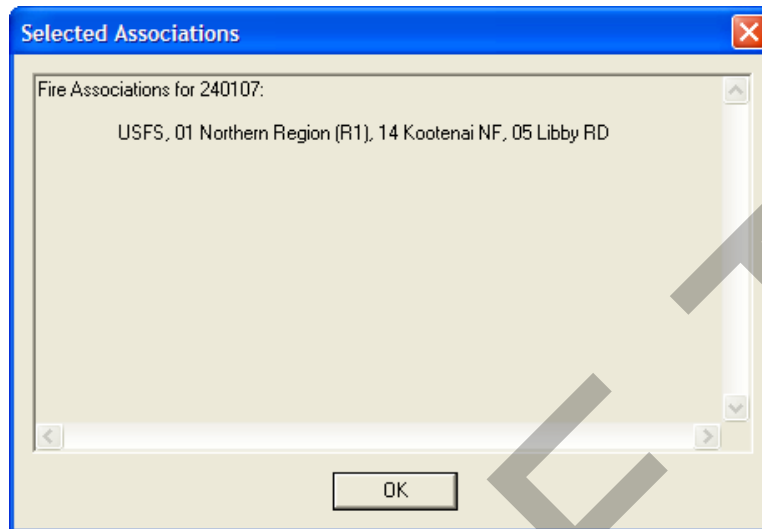 Selected Associations
Fire Associations for 240107:
USFS, 01 Northern Region (R1), 14 Kootenai NF, 05 Libby RD
OK